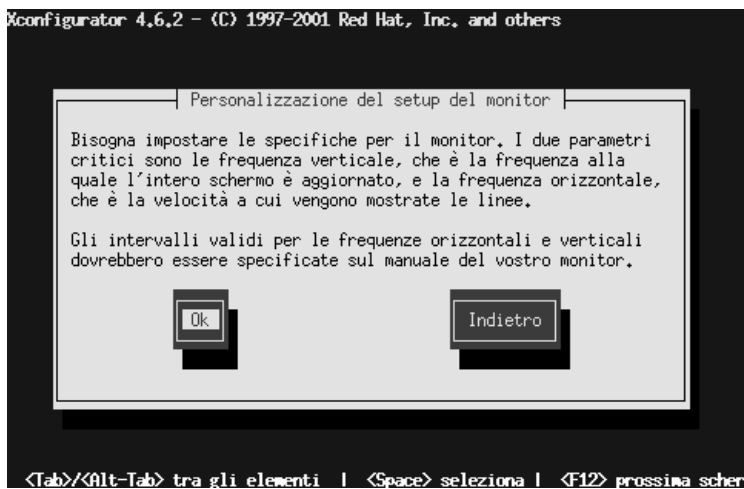 Xconfigurator 4.6.2 - (C) 1997-2001 Red Hat, Inc. and others
Personalizzazione del setup del monitor
Bisogna impostare le specifiche per il monitor. I due parametri
critici sono le frequenza verticale, che è la frequenza alla
quale l'intero schermo è aggiornato, e la frequenza orizzontale,
che è la velocità a cui vengono mostrate le linee.
Gli intervalli validi per le frequenze orizzontali e verticali
dovrebbero essere specificate sul manuale del vostro monitor.
Ok Indietro
<Tab>/<Alt-Tab> tra gli elementi | <Space> seleziona | <F12> prossima scher